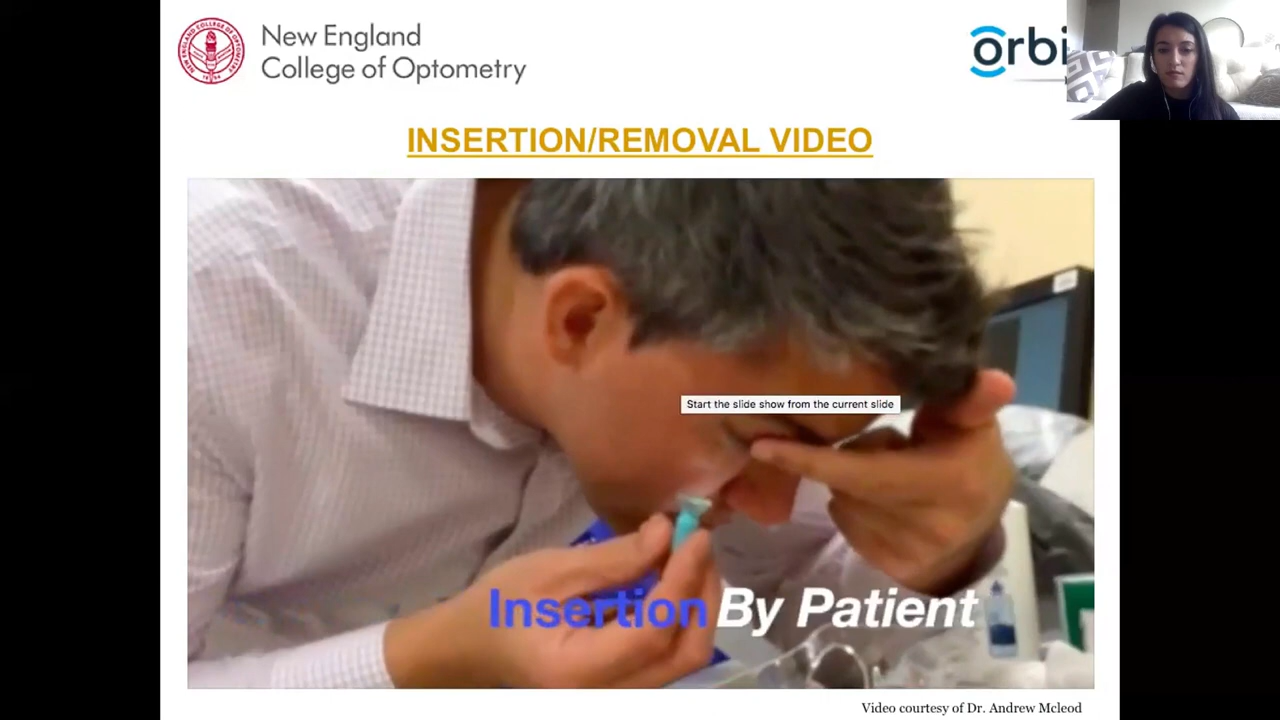 New England
College of Optometry
orbi
INSERTION/REMOVAL VIDEO
Start the slide show from the current slide
Insertion By Patient
Video courtesy of Dr. Andrew Mcleod